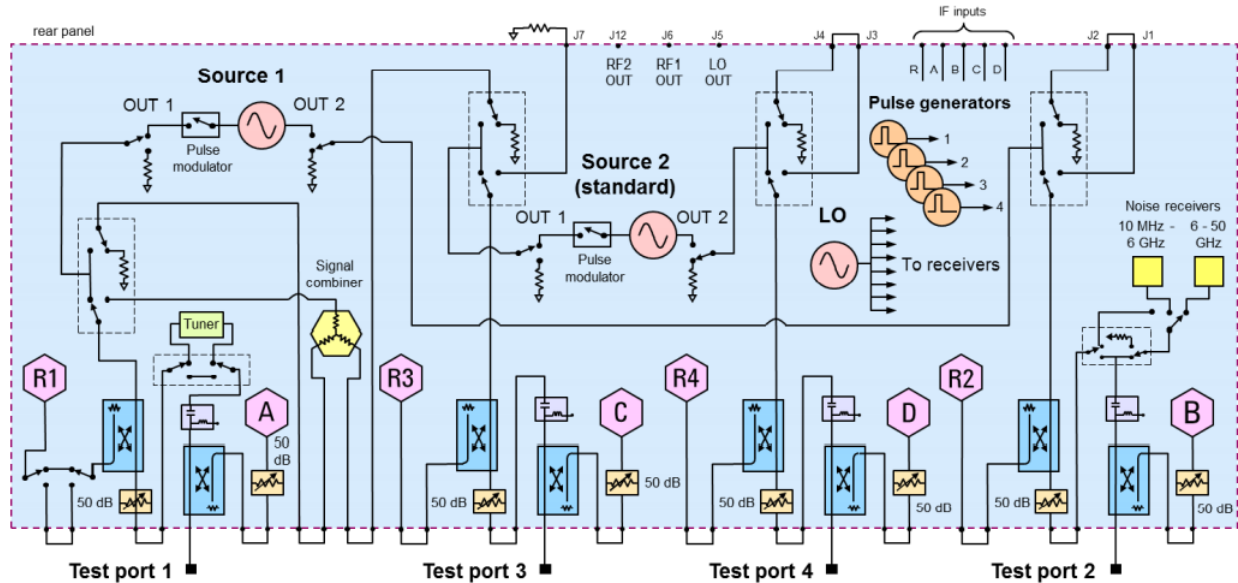 IF inputs
rear panel
J7
J12
J6
J5
J4
J3
J2
J1
RF2
OUT
RF1
OUT
LO
OUT
R
A
B
C
D
Source 1
OUT 1
OUT 2
Pulse
modulator
Pulse generators
1
2
3
4
Source 2
(standard)
OUT 1
OUT 2
Pulse
modulator
LO
To receivers
Noise receivers
10 MHz -
6 GHz
6 - 50
GHz
Signal
combiner
Tuner
R1
A
R3
C
R4
D
R2
B
50
dB
50 dB
50 dB
50 dB
50 dB
50 dD
50 dB
50 dB
Test port 1
Test port 3
Test port 4
Test port 2